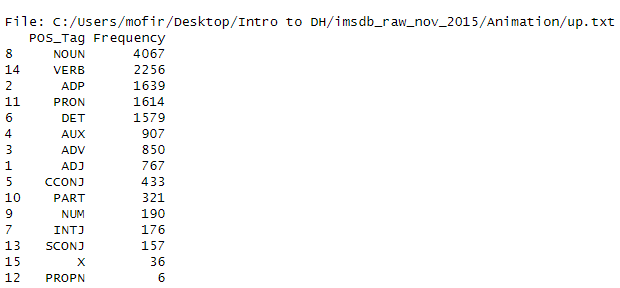 File: C:/Users/mofir/Desktop/Intro to DH/imsdb_raw_nov_2015/Animation/up.txt
POS_Tag Frequency
8 NOUN 4067
14 VERB 2256
2 ADP 1639
11 PRON 1614
6 DET 1579
4 AUX 907
3 ADV 850
1 ADJ 767
5 CCONJ 433
10 PART 321
9 NUM 190
7 INTJ 176
13 SCONJ 157
15 X 36
12 PROPN 6